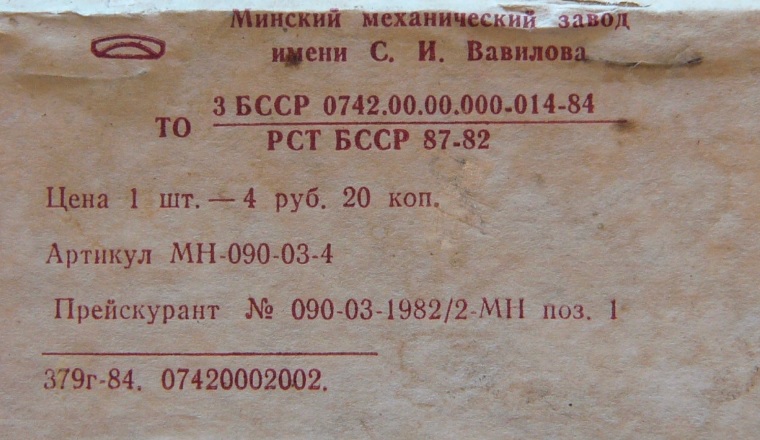 Минский механический завод
имени С. И. Вавилова
ТО 3 БССР 0742.00.00.000-014-84
РСТ БССР 87-82
Цена 1 шт. — 4 руб. 20 коп.
Артикул МН-090-03-4
Прейскурант № 090-03-1982/2-МН поз. 1
379г-84. 07420002002.